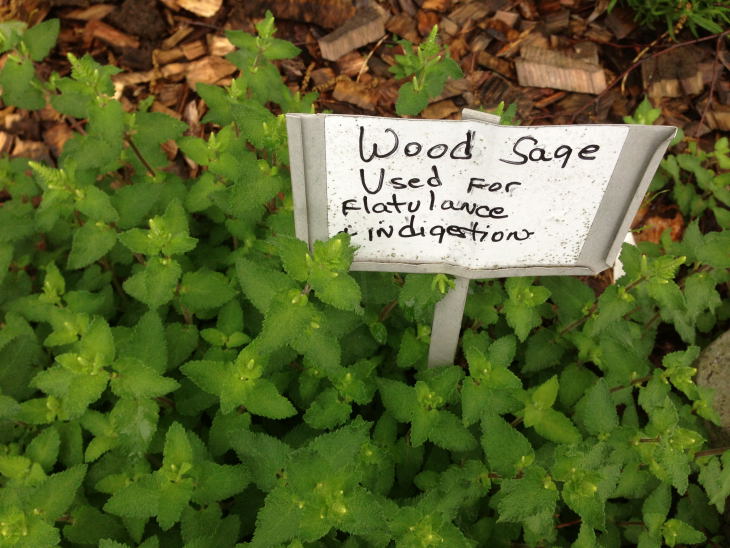 Wood Sage
Used For
Flatulance
+ indigestion